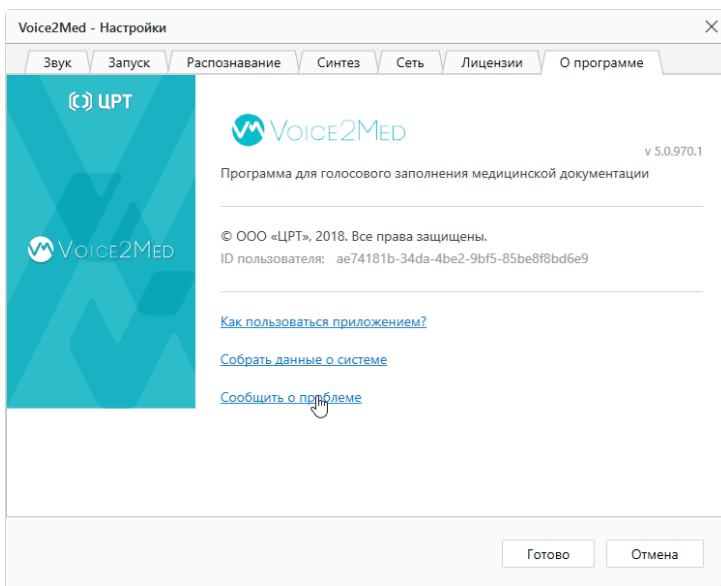 Voice2Med - Настройки
Звук Запуск Распознавание Синтез Сеть Лицензии О программе
ЦРТ
VOICE2MED
v 5.0.970.1
Программа для голосового заполнения медицинской документации
VOICE2MED
© ООО «ЦРТ», 2018. Все права защищены.
ID пользователя: ae74181b-34da-4be2-9bf5-85be8f8bd6e9
Как пользоваться приложением?
Собрать данные о системе
Сообщить о проблеме
Готово Отмена